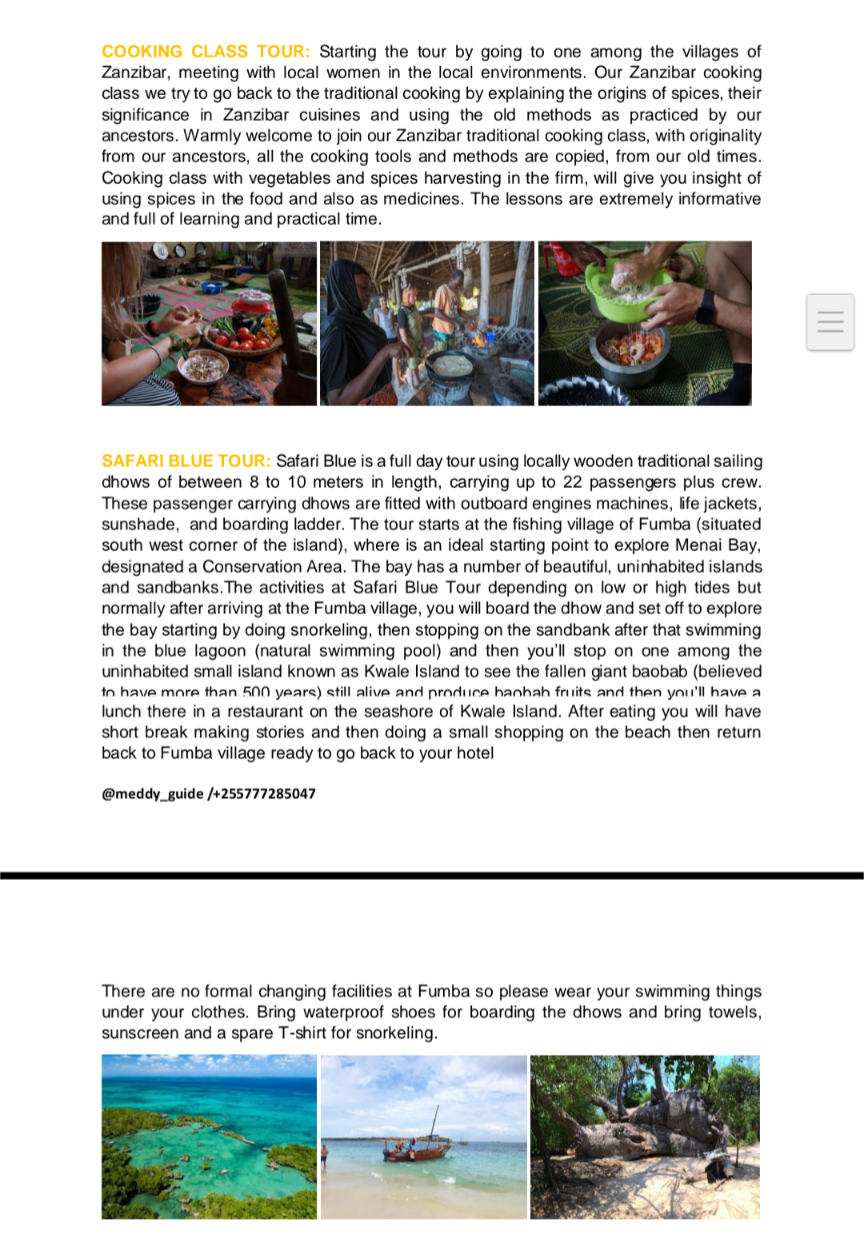 COOKING CLASS TOUR: Starting the tour by going to one among the villages of
Zanzibar, meeting with local women in the local environments. Our Zanzibar cooking
class we try to go back to the traditional cooking by explaining the origins of spices, their
significance in Zanzibar cuisines and using the old methods as practiced by our
ancestors. Warmly welcome to join our Zanzibar traditional cooking class, with originality
from our ancestors, all the cooking tools and methods are copied, from our old times.
Cooking class with vegetables and spices harvesting in the firm, will give you insight of
using spices in the food and also as medicines. The lessons are extremely informative
and full of learning and practical time.
SAFARI BLUE TOUR: Safari Blue is a full day tour using locally wooden traditional sailing
dhows of between 8 to 10 meters in length, carrying up to 22 passengers plus crew.
These passenger carrying dhows are fitted with outboard engines machines, life jackets,
sunshade, and boarding ladder. The tour starts at the fishing village of Fumba (situated
south west corner of the island), where is an ideal starting point to explore Menai Bay,
designated a Conservation Area. The bay has a number of beautiful, uninhabited islands
and sandbanks.The activities at Safari Blue Tour depending on low or high tides but
normally after arriving at the Fumba village, you will board the dhow and set off to explore
the bay starting by doing snorkeling, then stopping on the sandbank after that swimming
in the blue lagoon (natural swimming pool) and then you'll stop on one among the
uninhabited small island known as Kwale Island to see the fallen giant baobab (believed
to have more than 500 years) still alive and produce baobab fruits and then you'll have a
lunch there in a restaurant on the seashore of Kwale Island. After eating you will have
short break making stories and then doing a small shopping on the beach then return
back to Fumba village ready to go back to your hotel
@meddy_guide /+255777285047
There are no formal changing facilities at Fumba so please wear your swimming things
under your clothes. Bring waterproof shoes for boarding the dhows and bring towels,
sunscreen and a spare T-shirt for snorkeling.